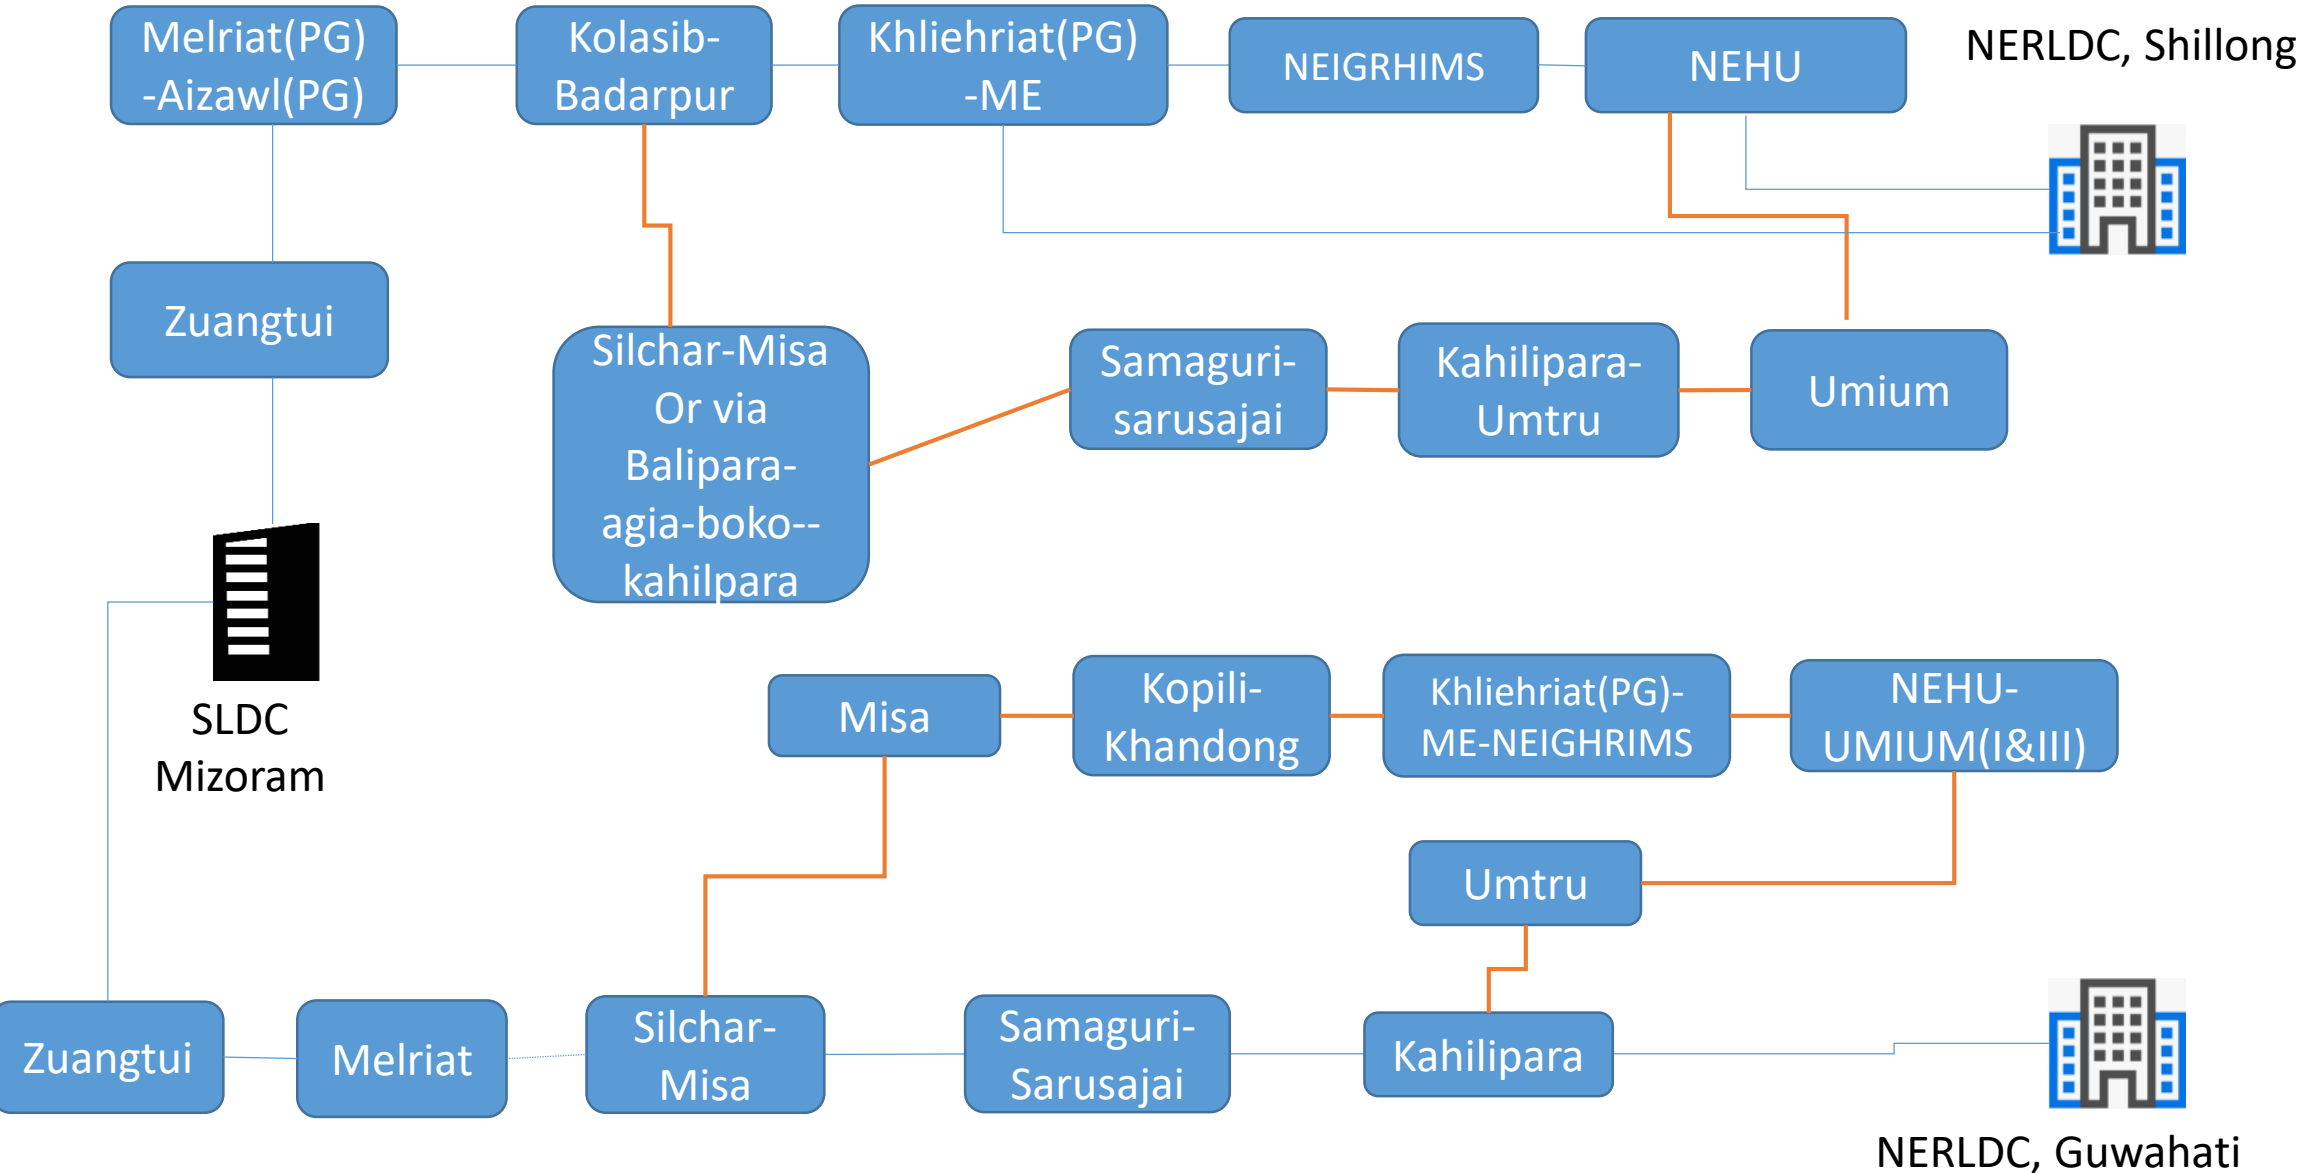 Melriat(PG)
-Aizawl(PG)
Kolasib-
Badarpur
Khliehriat(PG)
-ME
NEIGRHIMS
NEHU
NERLDC, Shillong
Zuangtui
Silchar-Misa
Or via
Balipara-
agia-boko--
kahilpara
Samaguri-
sarusajai
Kahilipara-
Umtru
Umium
SLDC
Mizoram
Misa
Kopili-
Khandong
Khliehriat(PG)-
ME-NEIGHRIMS
NEHU-
UMIUM(I&III)
Umtru
Zuangtui
Melriat
Silchar-
Misa
Samaguri-
Sarusajai
Kahilipara
NERLDC, Guwahati